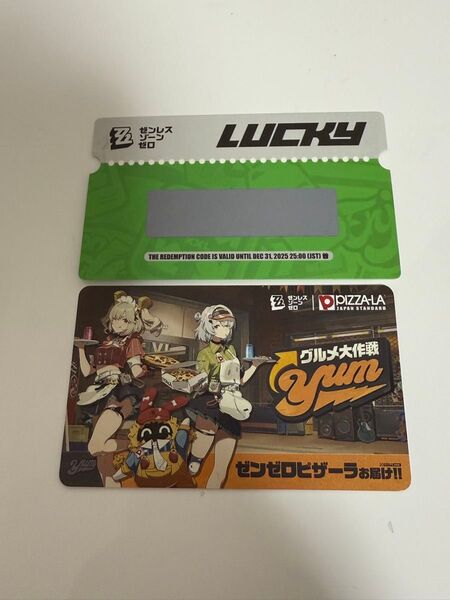 ゼンレス
ゾーン
ゼロ
LUCKY
THE REDEMPTION CODE IS VALID UNTIL DEC 31, 2025 25:00 (JST)
ゼンレス
ゾーン
ゼロ
PIZZA-LA
JAPAN STANDARD
グルメ大作戦
Yum
Yum
ゼンゼロピザーラお届け!!